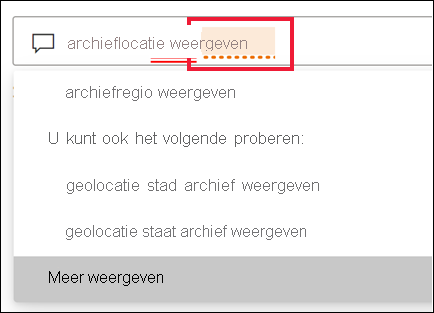 archieflocatie weergeven
archiefregio weergeven
U kunt ook het volgende proberen:
geolocatie stad archief weergeven
geolocatie staat archief weergeven
Meer weergeven